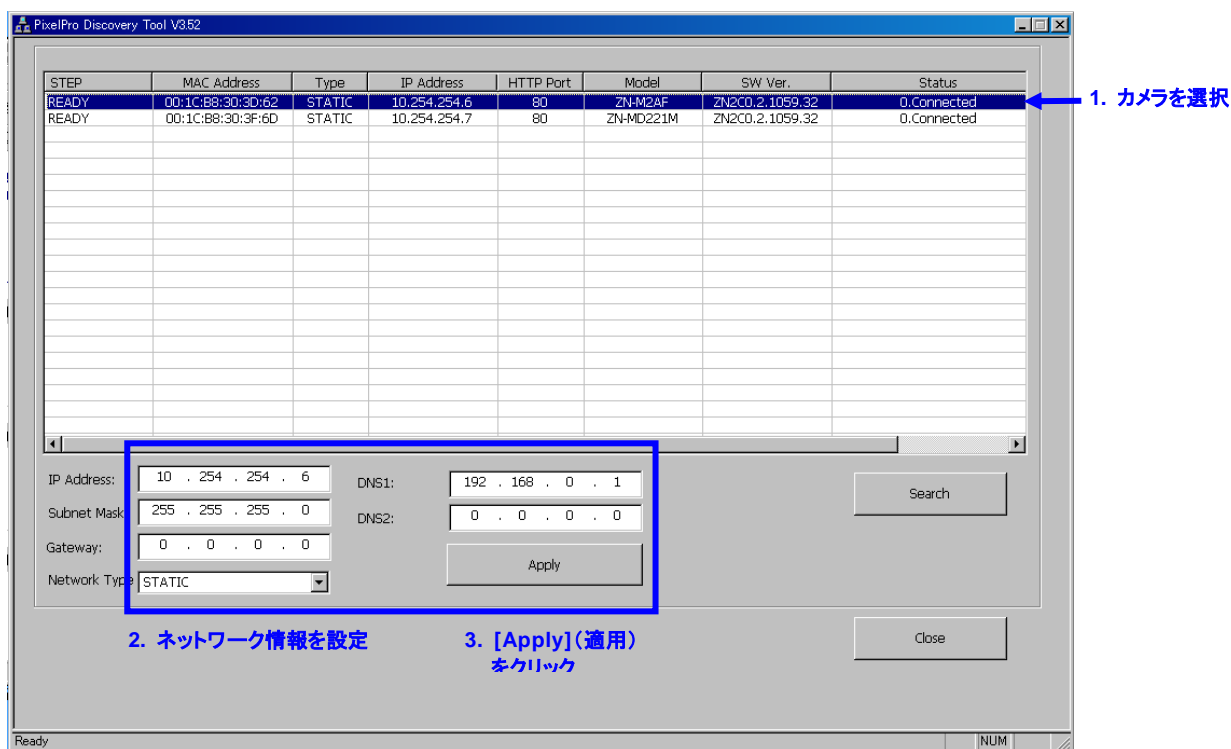 PixelPro Discovery Tool V3.52
STEP MAC Address Type IP Address HTTP Port Model SW Ver. Status
READY 00:1C:B8:30:3D:62 STATIC 10.254.254.6 80 ZN-M2AF ZN2C0.2.1059.32 0.Connected
1. カメラを選択
READY 00:1C:B8:30:3F:6D STATIC 10.254.254.7 80 ZN-MD221M ZN2C0.2.1059.32 0.Connected
IP Address: 10 . 254 . 254 . 6 DNS1: 192 . 168 . 0 . 1
Search
Subnet Mask 255 . 255 . 255 . 0 DNS2: 0 . 0 . 0 . 0
Gateway: 0 . 0 . 0 . 0
Apply
Network Type STATIC
2. ネットワーク情報を設定
3. [Apply](適用)
をクリック
Close
Ready NUM